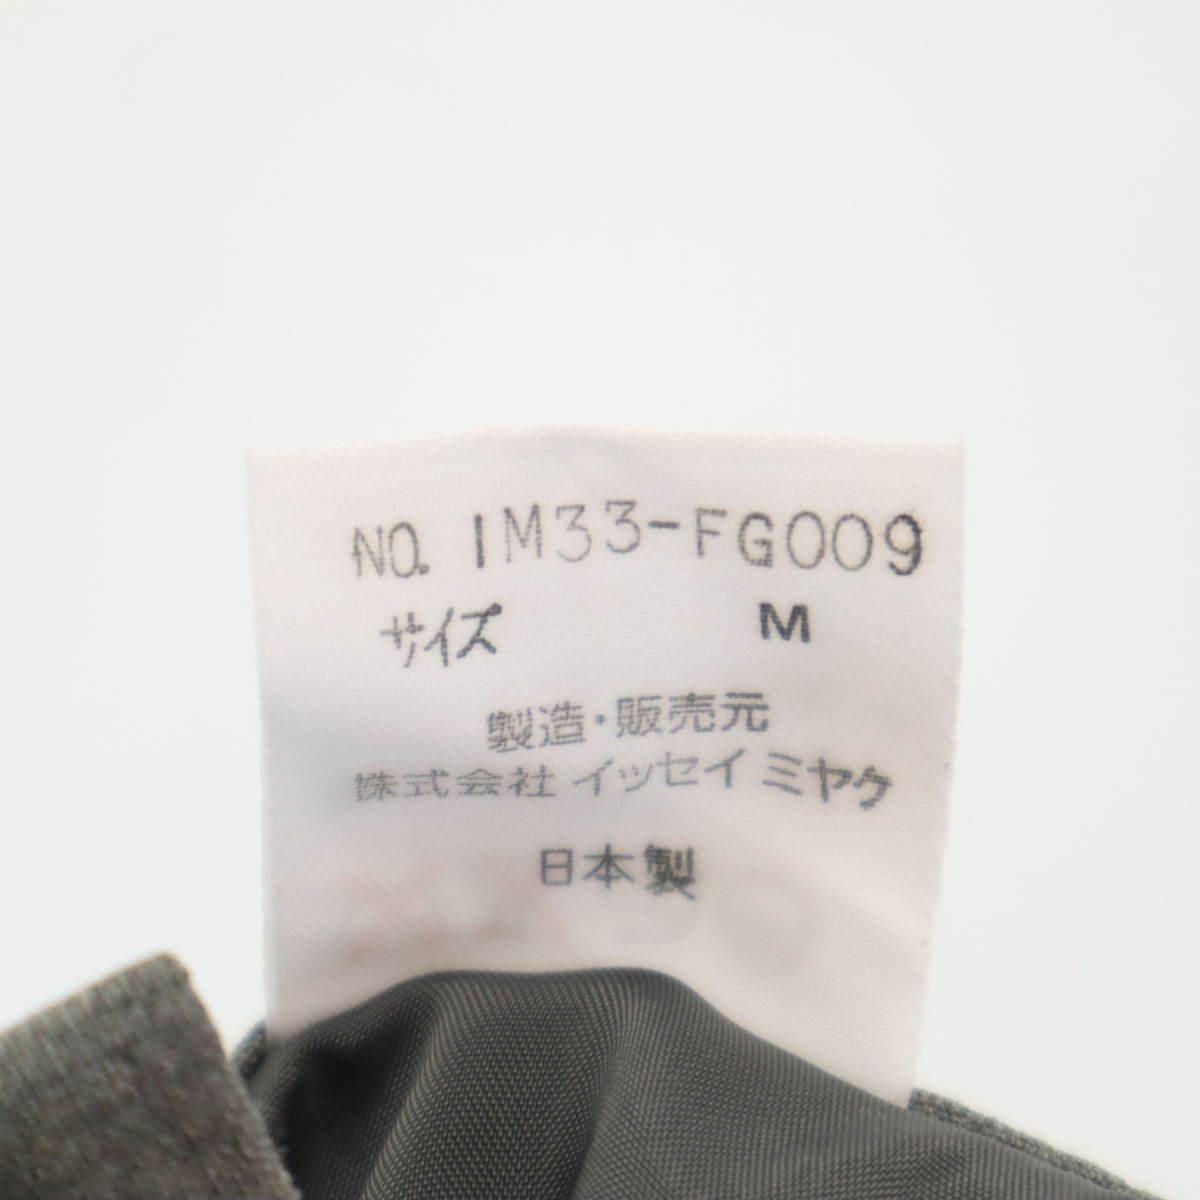 NO. IM33-FG009
サイズ M
製造・販売元
株式会社 イッセイ ミヤケ
日本製